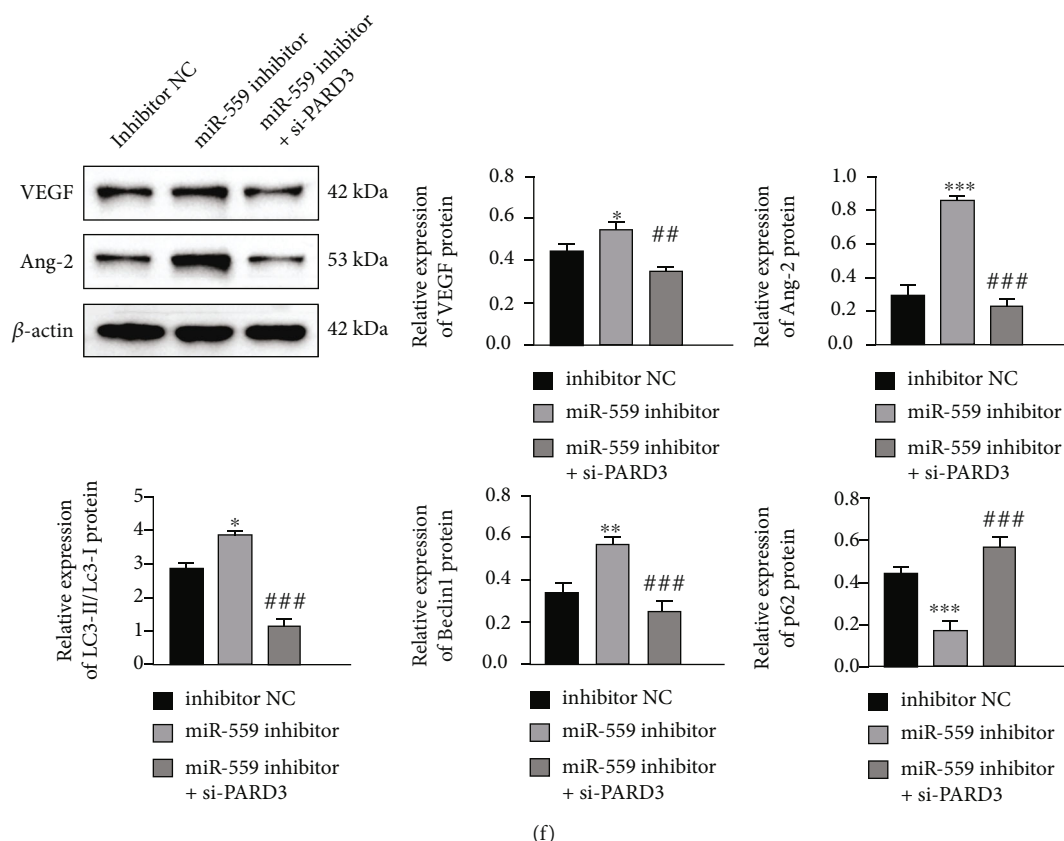 Inhibitor NC
miR-559 inhibitor
miR-559 inhibitor
+ si-PARD3
VEGF
42 kDa
Ang-2
53 kDa
β-actin
42 kDa
Relative expression
of VEGF protein
0.8
0.6
0.4
0.2
0.0
*
##
inhibitor NC
miR-559 inhibitor
miR-559 inhibitor
+ si-PARD3
Relative expression
of Ang-2 protein
1.0
0.8
0.6
0.4
0.2
0.0
***
###
inhibitor NC
miR-559 inhibitor
miR-559 inhibitor
+ si-PARD3
Relative expression
of LC3-II/Lc3-I protein
5
4
3
2
1
0
*
###
inhibitor NC
miR-559 inhibitor
miR-559 inhibitor
+ si-PARD3
Relative expression
of Beclin1 protein
0.8
0.6
0.4
0.2
0.0
**
###
inhibitor NC
miR-559 inhibitor
miR-559 inhibitor
+ si-PARD3
Relative expression
of p62 protein
0.8
0.6
0.4
0.2
0.0
***
###
inhibitor NC
miR-559 inhibitor
miR-559 inhibitor
+ si-PARD3
(f)